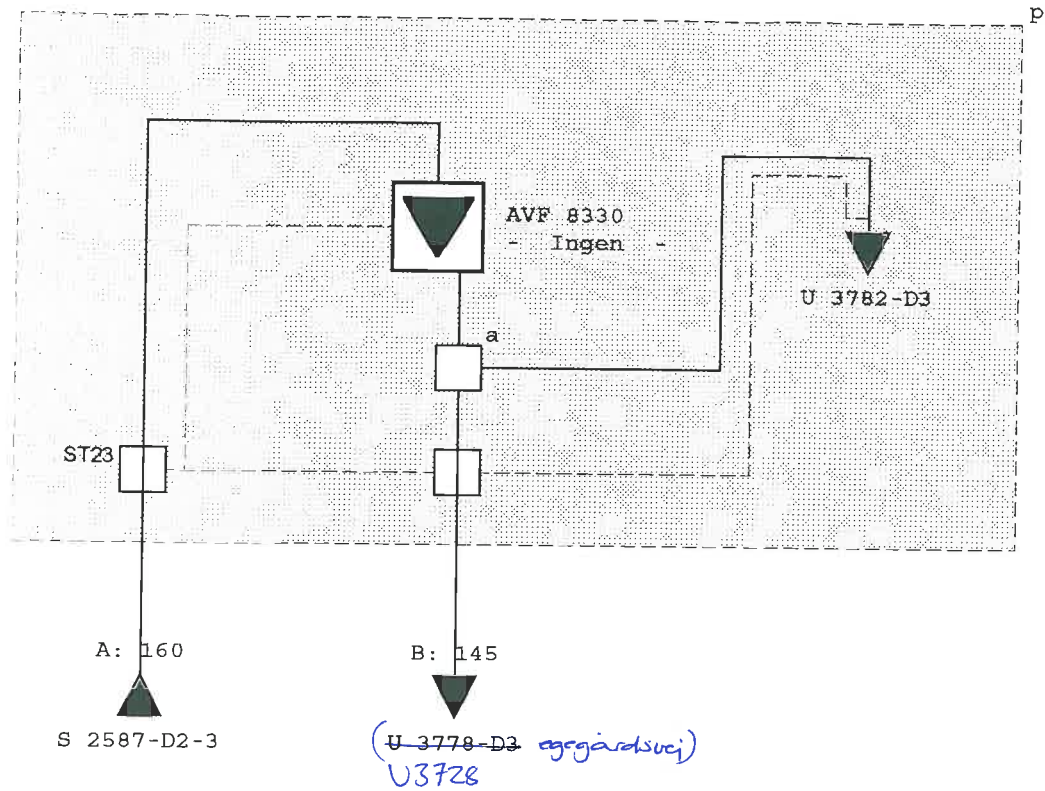 p
AVF 8330
- Ingen -
U 3782-D3
a
ST23
A: 160
B: 145
S 2587-D2-3
(U 3778-D3 egegårdsvej)
U3728